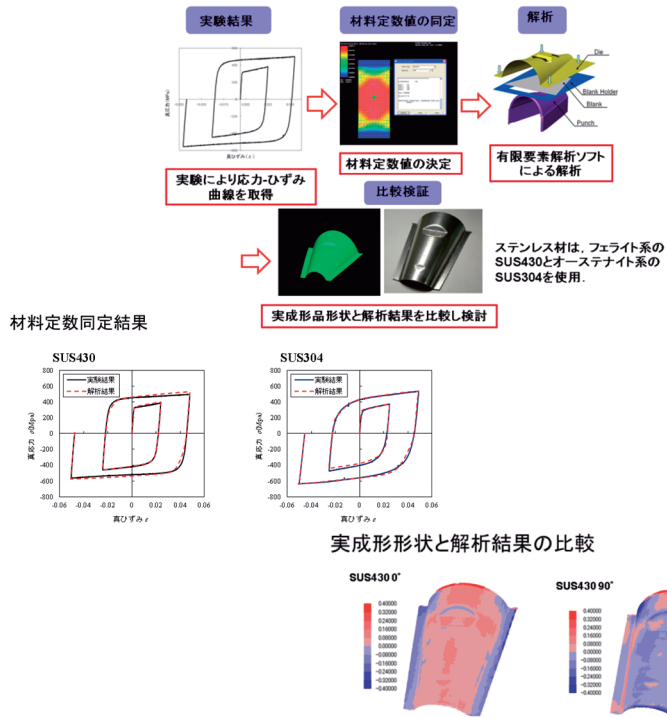 実験結果
材料定数値の同定
解析
Die
Blank Holder
Blank
Punch
真ひずみ(ε)
実験により応力-ひずみ
曲線を取得
材料定数値の決定
有限要素解析ソフト
による解析
比較検証
ステンレス材は，フェライト系の
SUS430とオーステナイト系の
SUS304を使用．
実成形品形状と解析結果を比較し検討
材料定数同定結果
SUS430
実験結果
解析結果
真応力 σ(Mpa)
800
600
400
200
0
-200
-400
-600
-800
-0.06 -0.04 -0.02 0 0.02 0.04 0.06
真ひずみ ε
SUS304
実験結果
解析結果
真応力 σ(Mpa)
800
600
400
200
0
-200
-400
-600
-800
-0.06 -0.04 -0.02 0 0.02 0.04 0.06
真ひずみ ε
実成形形状と解析結果の比較
SUS430 0°
0.40000
0.32000
0.24000
0.16000
0.08000
0.00000
-0.08000
-0.16000
-0.24000
-0.32000
-0.40000
SUS430 90°
0.40000
0.32000
0.24000
0.16000
0.08000
0.00000
-0.08000
-0.16000
-0.24000
-0.32000
-0.40000